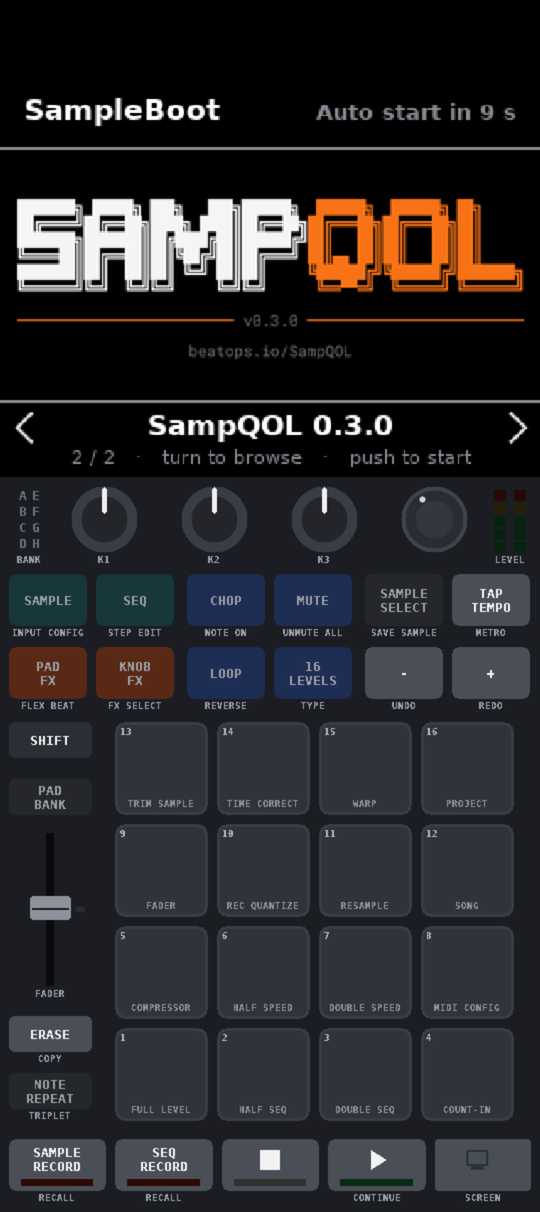 SampleBoot
Auto start in 9 s
SAMPQOL
v0.3.0
beatops.io/SampQOL
SampQOL 0.3.0
2 / 2 · turn to browse · push to start
A E
B F
C G
D H
BANK
K1
K2
K3
LEVEL
SAMPLE
SEQ
CHOP
MUTE
SAMPLE
SELECT
TAP
TEMPO
INPUT CONFIG
STEP EDIT
NOTE ON
UNMUTE ALL
SAVE SAMPLE
METRO
PAD
FX
KNOB
FX
LOOP
16
LEVELS
-
+
FLEX BEAT
FX SELECT
REVERSE
TYPE
UNDO
REDO
SHIFT
PAD
BANK
FADER
ERASE
COPY
NOTE
REPEAT
TRIPLET
13
TRIM SAMPLE
14
TIME CORRECT
15
WARP
16
PROJECT
9
FADER
10
REC QUANTIZE
11
RESAMPLE
12
SONG
5
COMPRESSOR
6
HALF SPEED
7
DOUBLE SPEED
8
MIDI CONFIG
1
FULL LEVEL
2
HALF SEQ
3
DOUBLE SEQ
4
COUNT-IN
SAMPLE
RECORD
SEQ
RECORD
RECALL
RECALL
CONTINUE
SCREEN